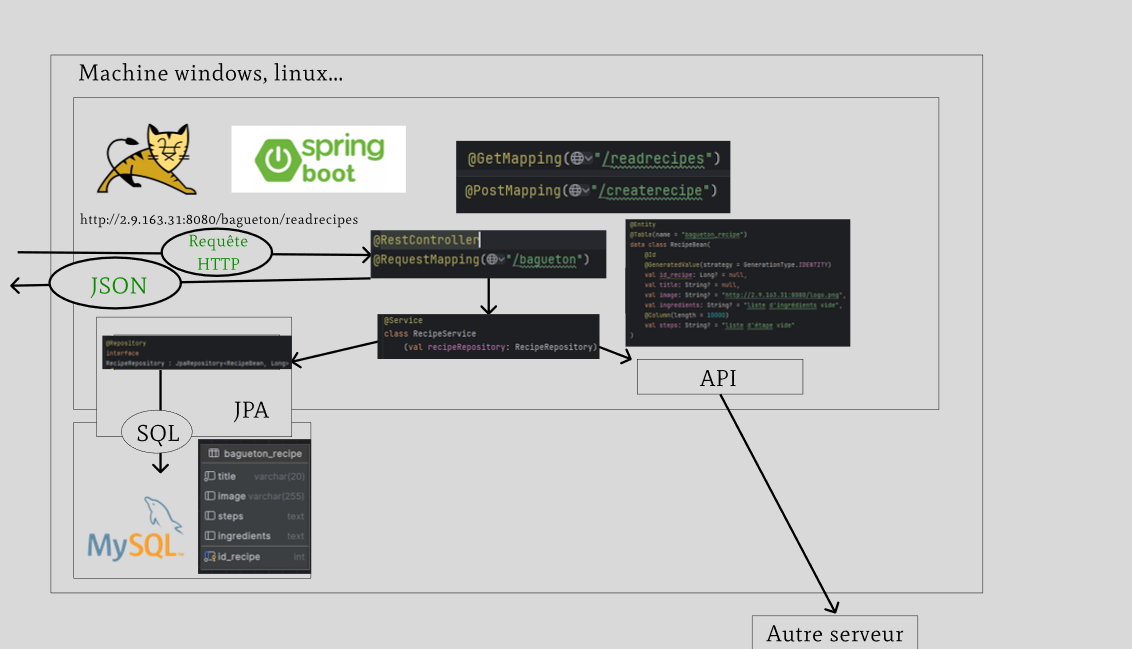 Machine windows, linux...
spring
boot
@GetMapping("/readrecipes")
@PostMapping("/createrecipe")
http://2.9.163.31:8080/bagueton/readrecipes
Requête
HTTP
JSON
@RestController
@RequestMapping("/bagueton")
@Entity
@Table(name = "bagueton_recipe")
data class RecipeBean(
@Id
@GeneratedValue(strategy = GenerationType.IDENTITY)
val id_recipe: Long? = null,
val title: String? = null,
val image: String? = "http://2.9.163.31:8080/logo.png",
val ingredients: String? = "liste d'ingrédients vide",
@Column(length = 10000)
val steps: String? = "liste d'étape vide"
)
@Service
class RecipeService
(val recipeRepository: RecipeRepository)
@Repository
interface
RecipeRepository : JpaRepository<RecipeBean, Long>
API
JPA
SQL
MySQL
bagueton_recipe
title varchar(20)
image varchar(255)
steps text
ingredients text
id_recipe int
Autre serveur